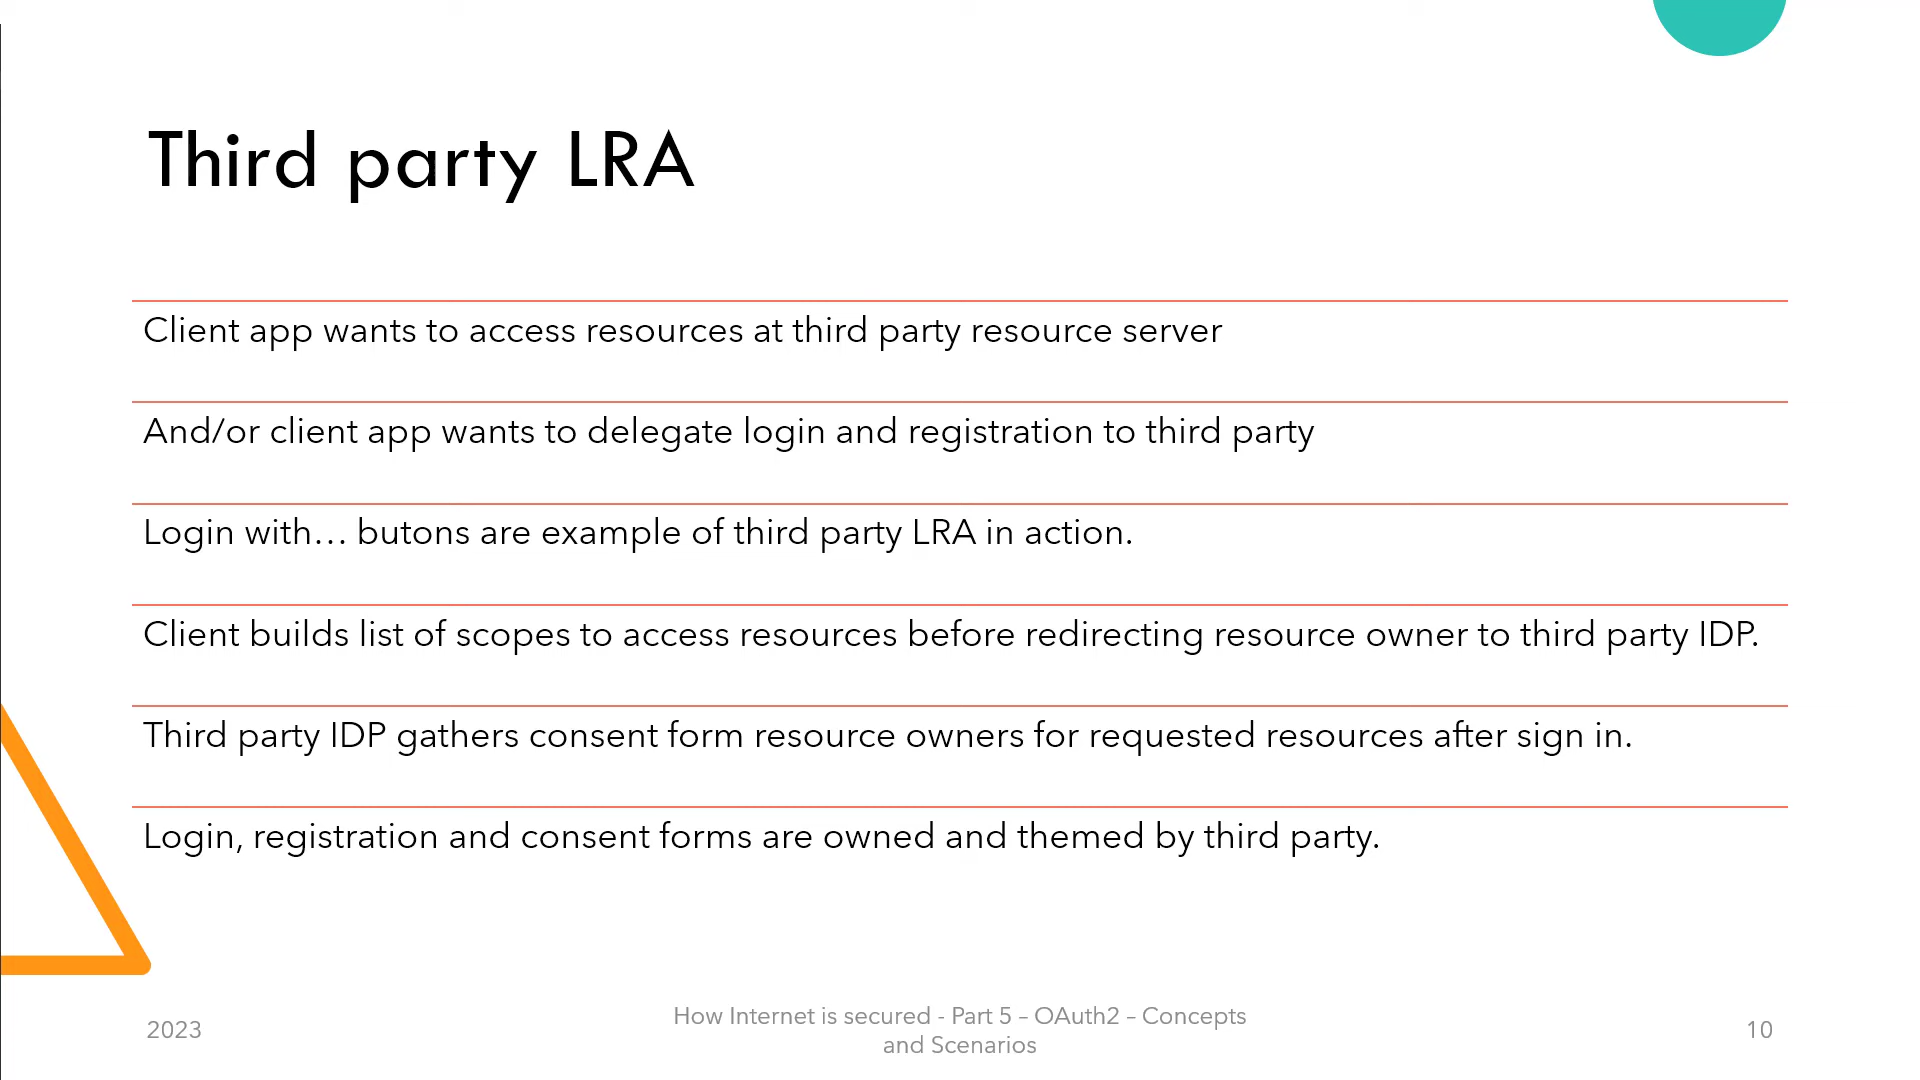 Third party LRA
Client app wants to access resources at third party resource server
And/or client app wants to delegate login and registration to third party
Login with… butons are example of third party LRA in action.
Client builds list of scopes to access resources before redirecting resource owner to third party IDP.
Third party IDP gathers consent form resource owners for requested resources after sign in.
Login, registration and consent forms are owned and themed by third party.
2023
How Internet is secured - Part 5 – OAuth2 – Concepts
and Scenarios
10